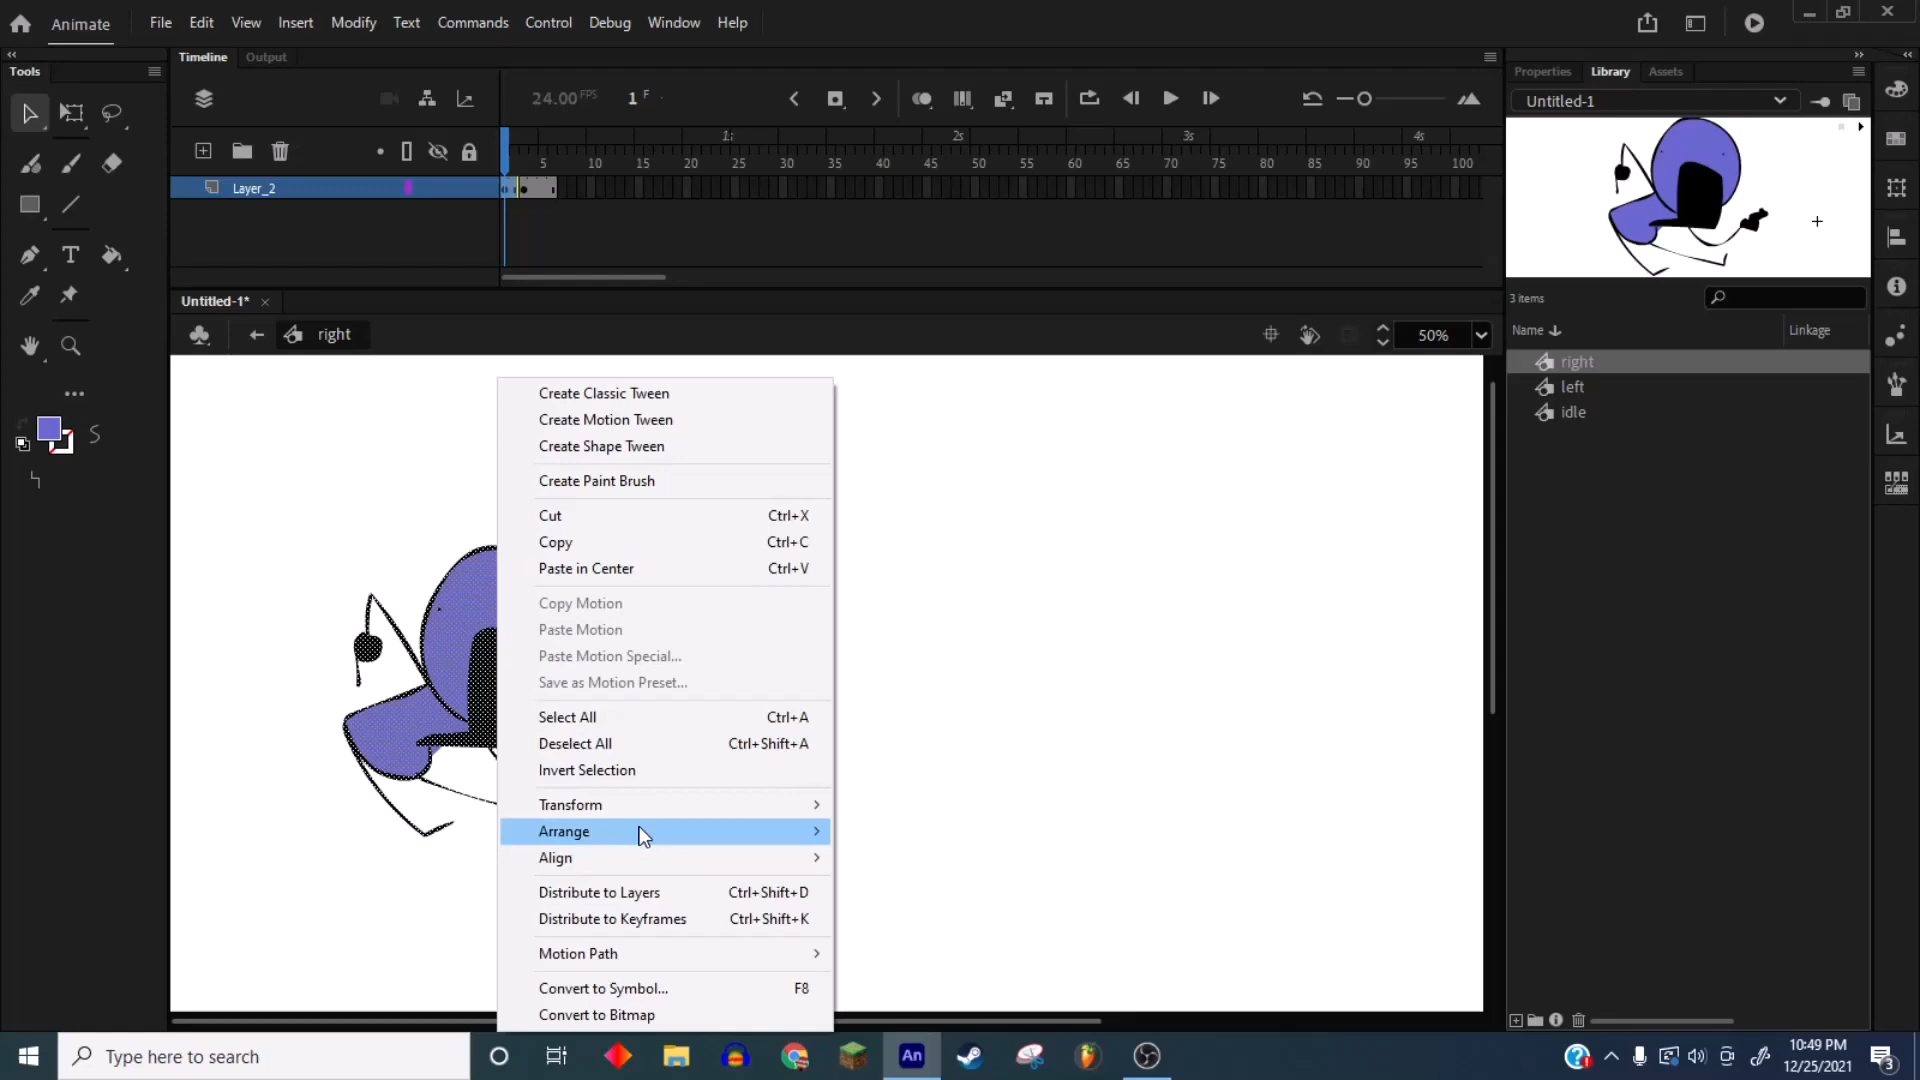 Animate
File Edit View Insert Modify Text Commands Control Debug Window Help
Tools
Timeline Output
24.00 FPS 1 F
1s 2s 3s 4s
5 10 15 20 25 30 35 40 45 50 55 60 65 70 75 80 85 90 95 100
Layer_2
Untitled-1* ×
right
50%
Create Classic Tween
Create Motion Tween
Create Shape Tween
Create Paint Brush
Cut Ctrl+X
Copy Ctrl+C
Paste in Center Ctrl+V
Copy Motion
Paste Motion
Paste Motion Special...
Save as Motion Preset...
Select All Ctrl+A
Deselect All Ctrl+Shift+A
Invert Selection
Transform
Arrange
Align
Distribute to Layers Ctrl+Shift+D
Distribute to Keyframes Ctrl+Shift+K
Motion Path
Convert to Symbol... F8
Convert to Bitmap
Properties Library Assets
Untitled-1
3 items
Name Linkage
right
left
idle
Type here to search
An
10:49 PM
12/25/2021
3